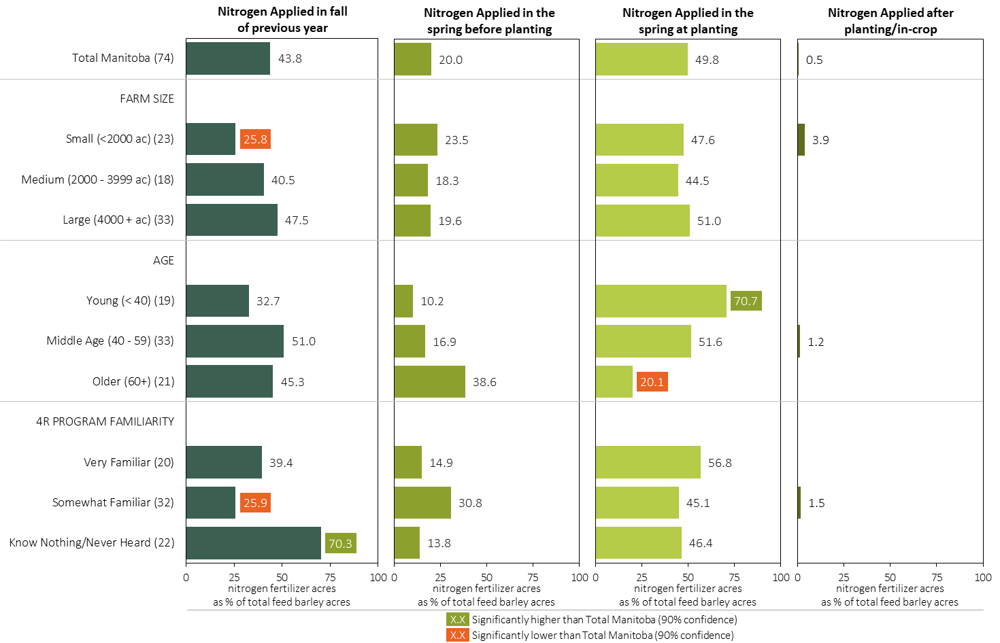 Nitrogen Applied in fall
of previous year
Nitrogen Applied in the
spring before planting
Nitrogen Applied in the
spring at planting
Nitrogen Applied after
planting/in-crop
Total Manitoba (74) 43.8 20.0 49.8 0.5
FARM SIZE
Small (<2000 ac) (23) 25.8 23.5 47.6 3.9
Medium (2000 - 3999 ac) (18) 40.5 18.3 44.5
Large (4000 + ac) (33) 47.5 19.6 51.0
AGE
Young (< 40) (19) 32.7 10.2 70.7
Middle Age (40 - 59) (33) 51.0 16.9 51.6 1.2
Older (60+) (21) 45.3 38.6 20.1
4R PROGRAM FAMILIARITY
Very Familiar (20) 39.4 14.9 56.8
Somewhat Familiar (32) 25.9 30.8 45.1 1.5
Know Nothing/Never Heard (22) 70.3 13.8 46.4
0 25 50 75 100 0 25 50 75 100 0 25 50 75 100 0 25 50 75 100
nitrogen fertilizer acres
as % of total feed barley acres
nitrogen fertilizer acres
as % of total feed barley acres
nitrogen fertilizer acres
as % of total feed barley acres
nitrogen fertilizer acres
as % of total feed barley acres
X.X Significantly higher than Total Manitoba (90% confidence)
X.X Significantly lower than Total Manitoba (90% confidence)